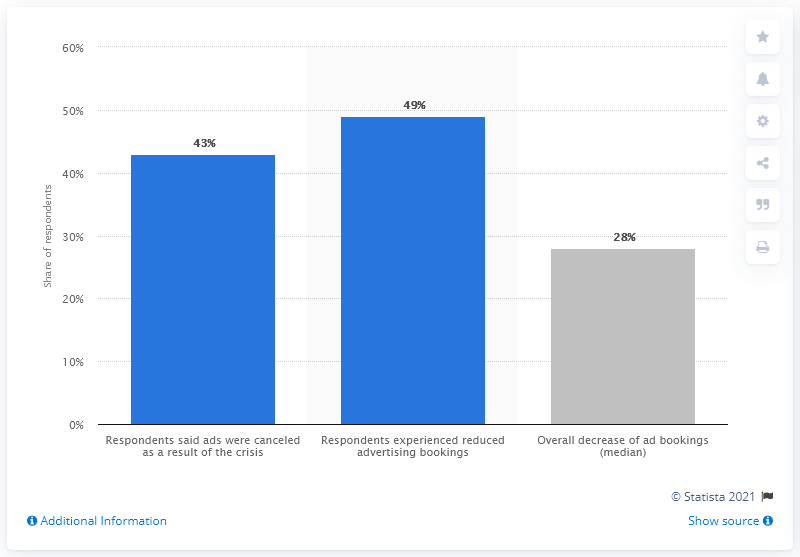 60%
50%
40%
30%
20%
10%
0%
Share of respondents
43%
49%
28%
Respondents said ads were canceled
as a result of the crisis
Respondents experienced reduced
advertising bookings
Overall decrease of ad bookings
(median)
© Statista 2021
Additional Information
Show source